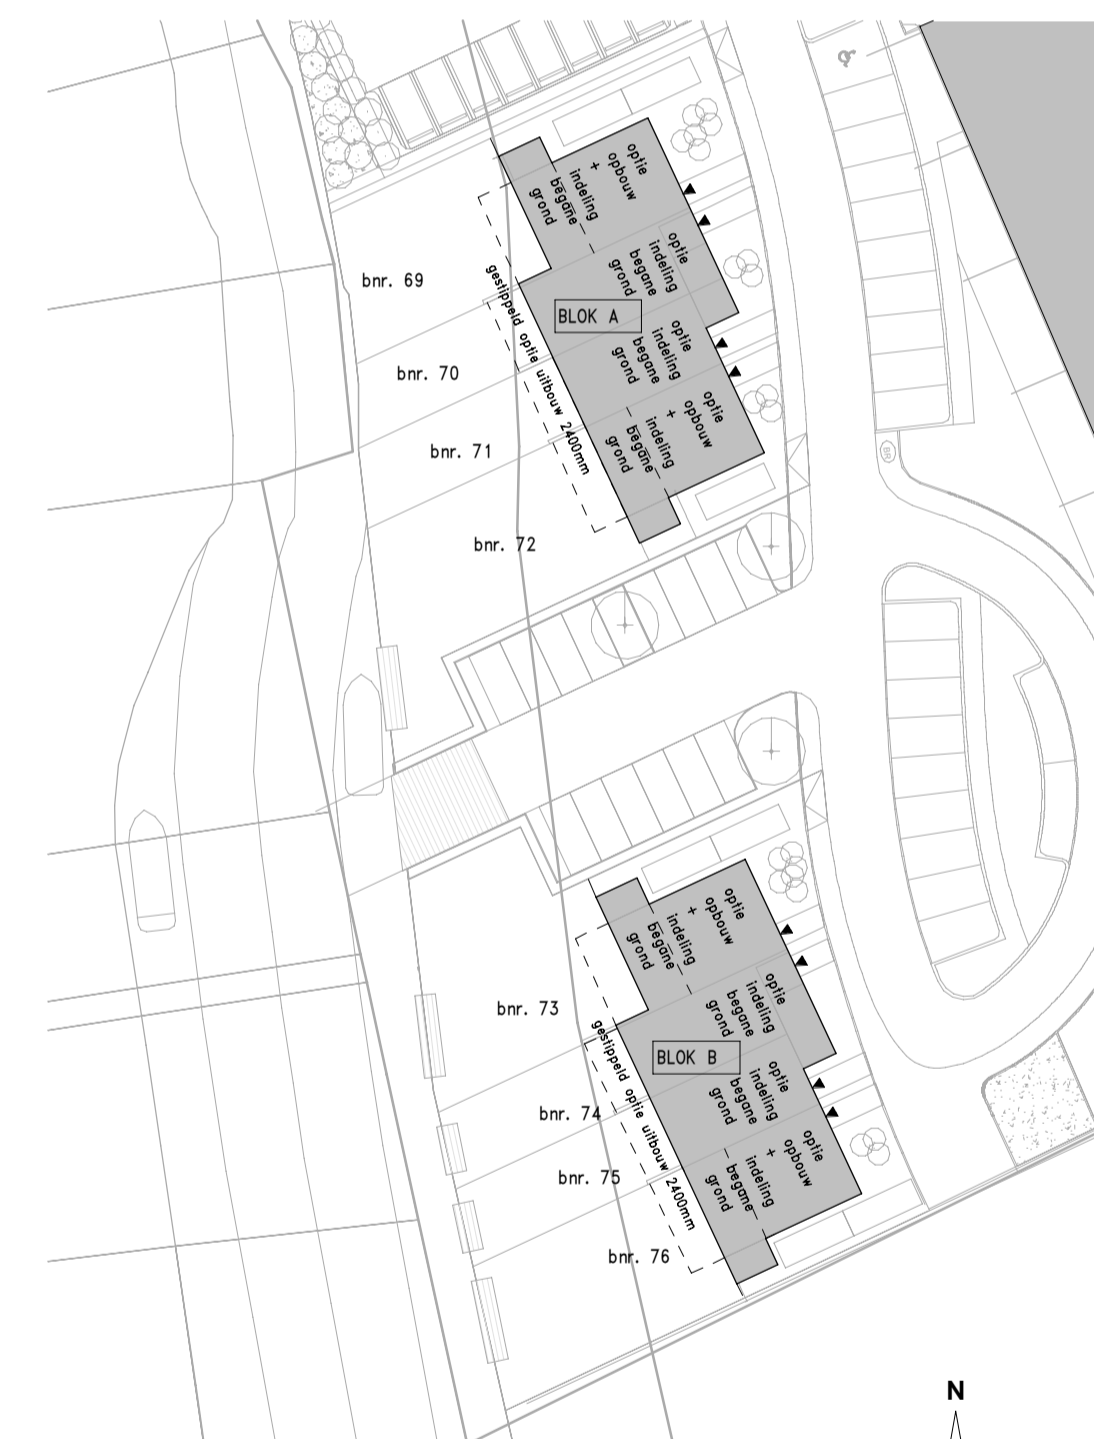 optie
opbouw
+
indeling
begane
grond
optie
indeling
begane
grond
bnr. 69
BLOK A
gestippeld optie uitbouw 2400mm
optie
indeling
begane
grond
bnr. 70
optie
opbouw
+
indeling
begane
grond
bnr. 71
BR
bnr. 72
optie
opbouw
+
indeling
begane
grond
optie
indeling
begane
grond
bnr. 73
BLOK B
gestippeld optie uitbouw 2400mm
optie
indeling
begane
grond
bnr. 74
optie
opbouw
+
indeling
begane
grond
bnr. 75
bnr. 76
N